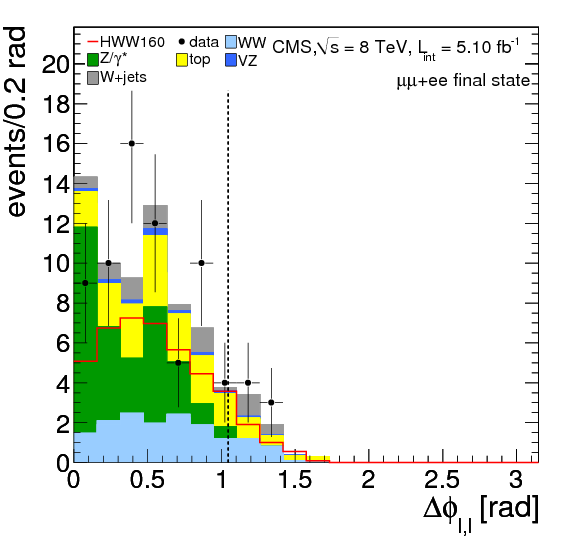 HWW160 data WW CMS,√s = 8 TeV, L_int = 5.10 fb⁻¹
Z/γ* top VZ
W+jets μμ+ee final state
events/0.2 rad
20
18
16
14
12
10
8
6
4
2
0
0 0.5 1 1.5 2 2.5 3
Δϕ_l,l [rad]